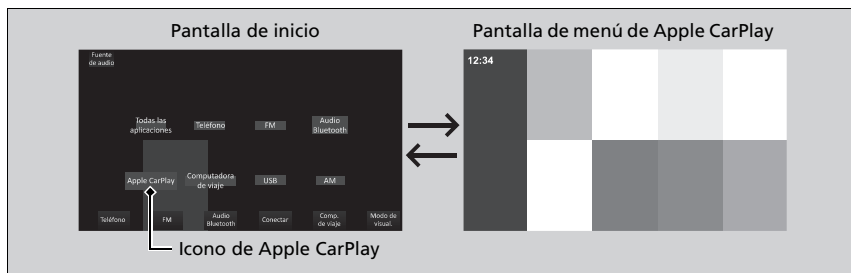 Pantalla de inicio
Pantalla de menú de Apple CarPlay
Fuente
de audio
12:34
Todas las
aplicaciones
Teléfono
FM
Audio
Bluetooth
Apple CarPlay
Computadora
de viaje
USB
AM
Teléfono
FM
Audio
Bluetooth
Conectar
Comp.
de viaje
Modo de
visual.
Icono de Apple CarPlay